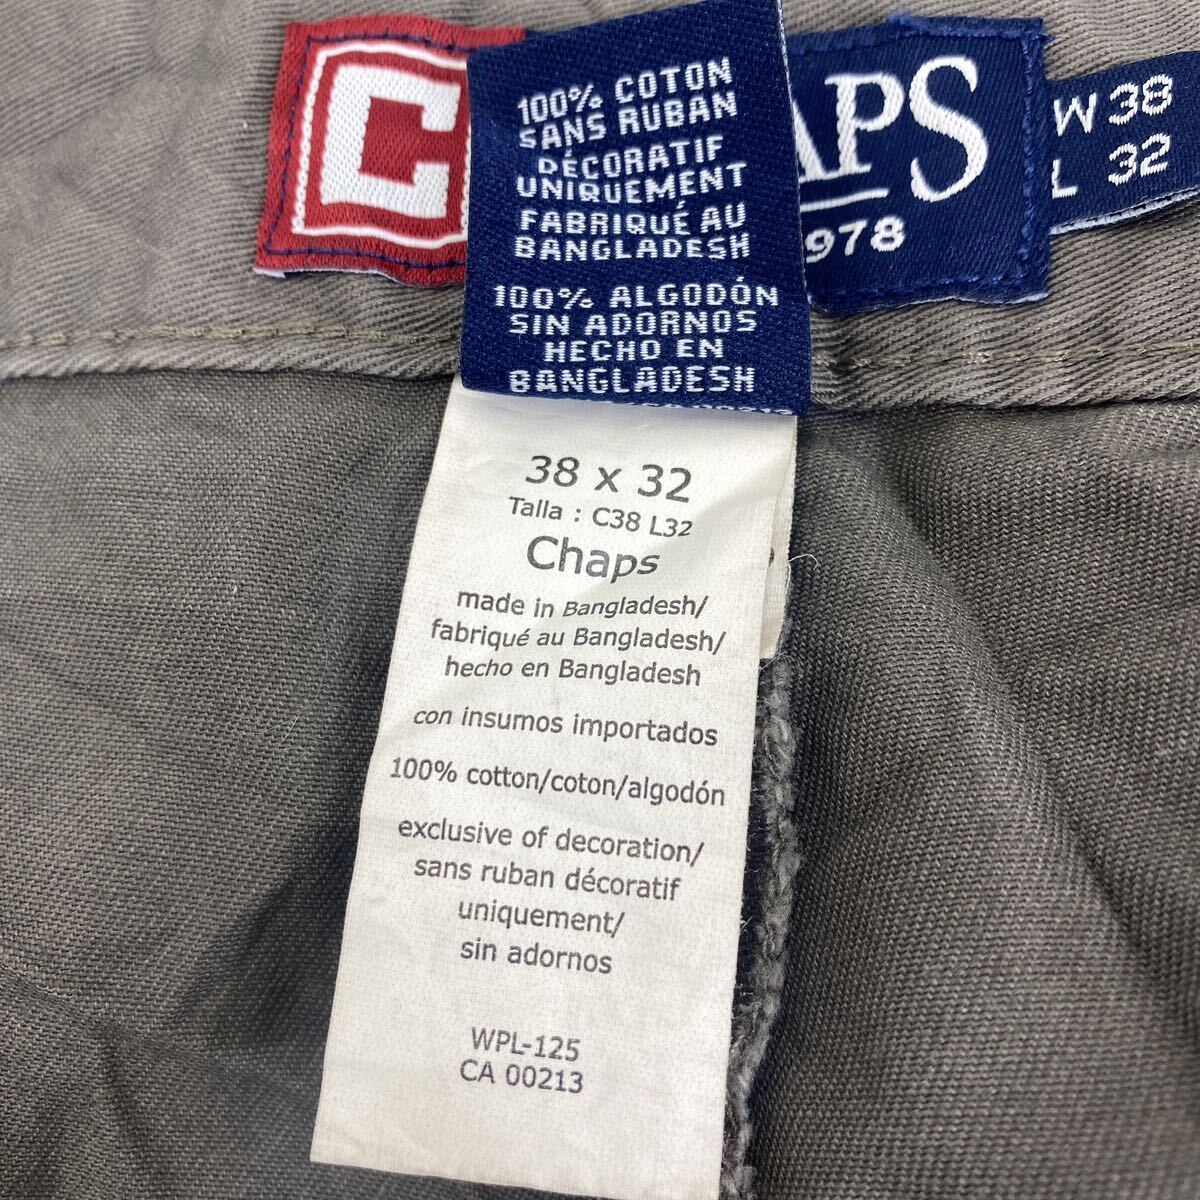 C
APS
1978
W 38
L 32
100% COTON
SANS RUBAN
DÉCORATIF
UNIQUEMENT
FABRIQUÉ AU
BANGLADESH
100% ALGODÓN
SIN ADORNOS
HECHO EN
BANGLADESH
38 x 32
Talla : C38 L32
Chaps
made in Bangladesh/
fabriqué au Bangladesh/
hecho en Bangladesh
con insumos importados
100% cotton/coton/algodón
exclusive of decoration/
sans ruban décoratif
uniquement/
sin adornos
WPL-125
CA 00213